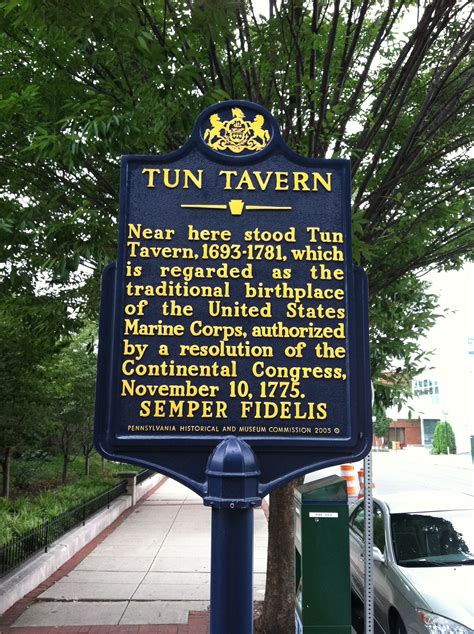 TUN TAVERN
Near here stood Tun
Tavern, 1693-1781, which
is regarded as the
traditional birthplace
of the United States
Marine Corps, authorized
by a resolution of the
Continental Congress,
November 10, 1775.
SEMPER FIDELIS
PENNSYLVANIA HISTORICAL AND MUSEUM COMMISSION 2003 ©